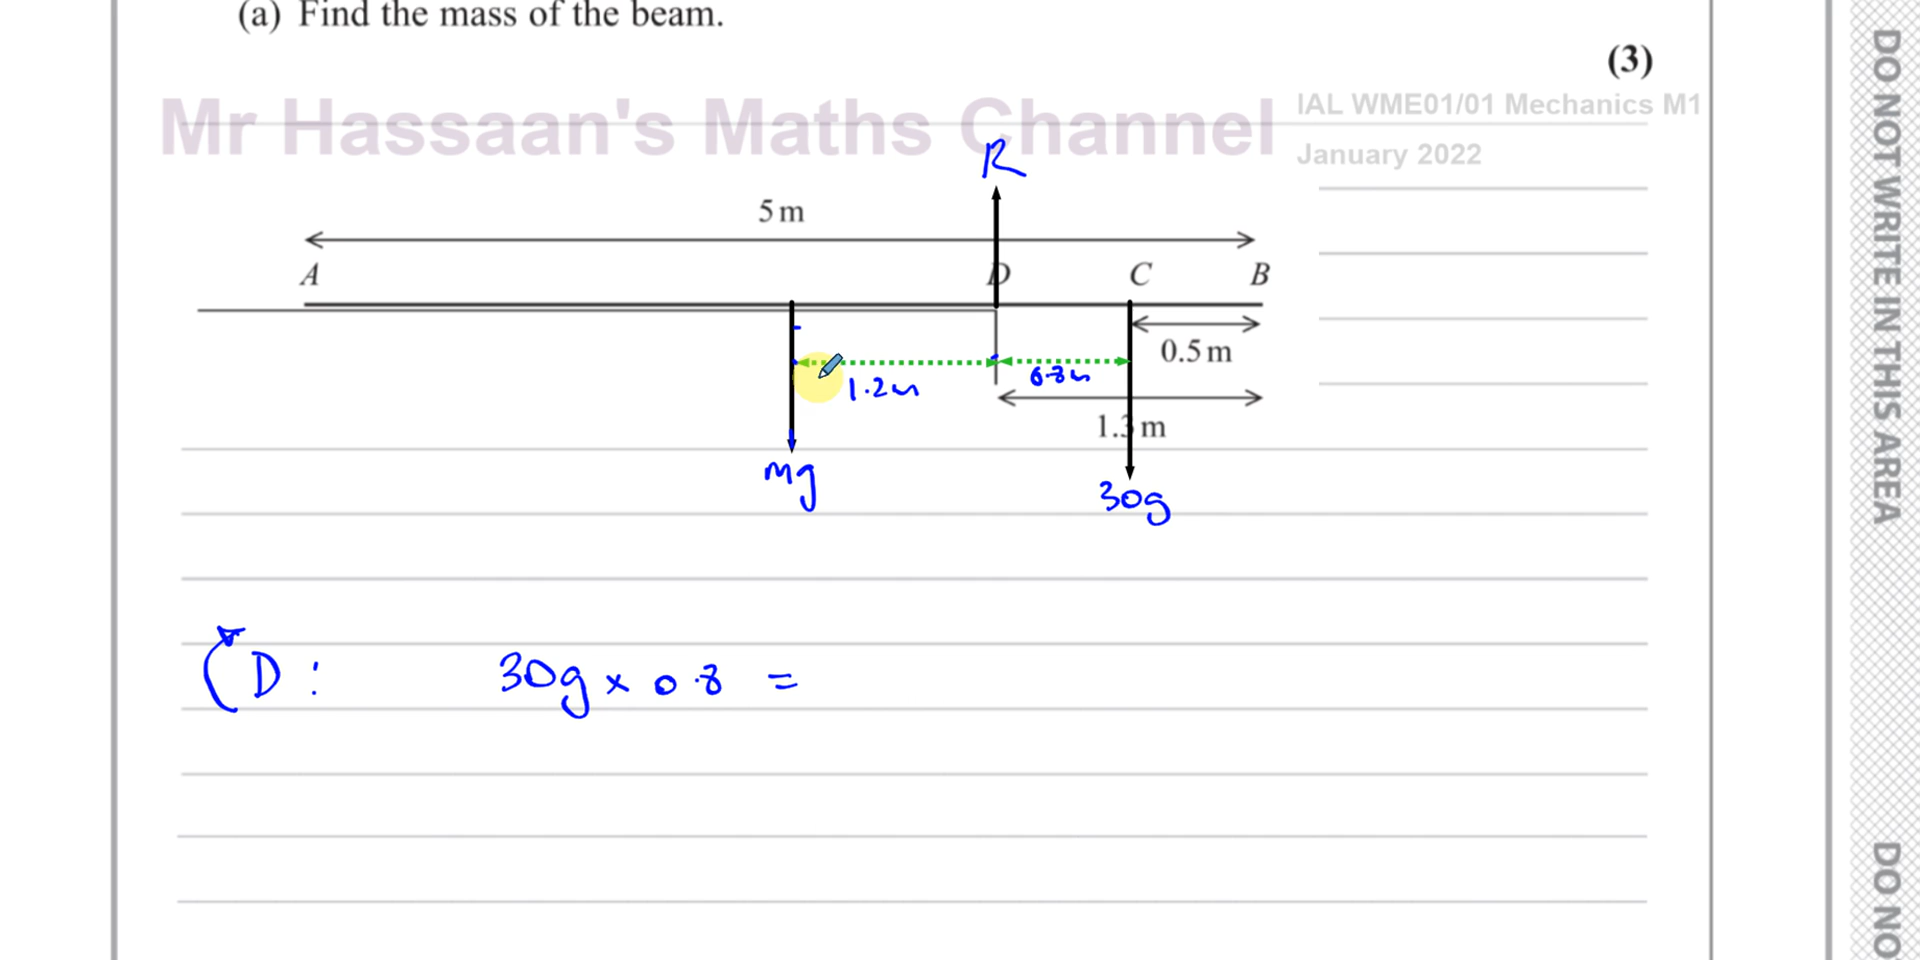 (a) Find the mass of the beam.
(3)
Mr Hassaan's Maths Channel
IAL WME01/01 Mechanics M1
January 2022
R
5 m
A D C B
0.5 m
1.2m 0.8m
1.3 m
Mg
30g
D : 30g × 0.8 =
DO NOT WRITE IN THIS AREA
DO NO